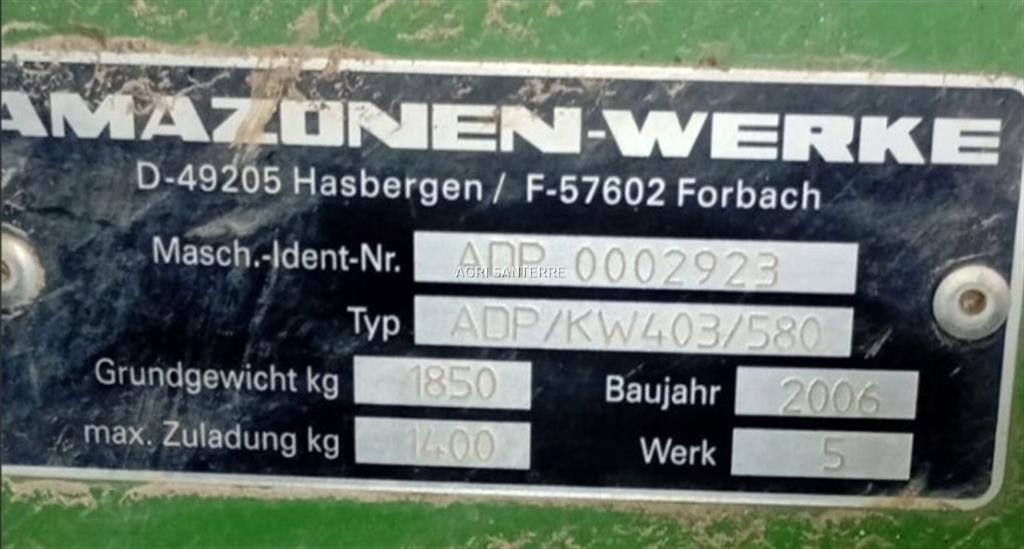 AMAZONEN-WERKE
D-49205 Hasbergen / F-57602 Forbach
Masch.-Ident-Nr. ADP 0002923
AGRI SANTERRE
Typ ADP/KW403/580
Grundgewicht kg 1850 Baujahr 2006
max. Zuladung kg 1400 Werk 5